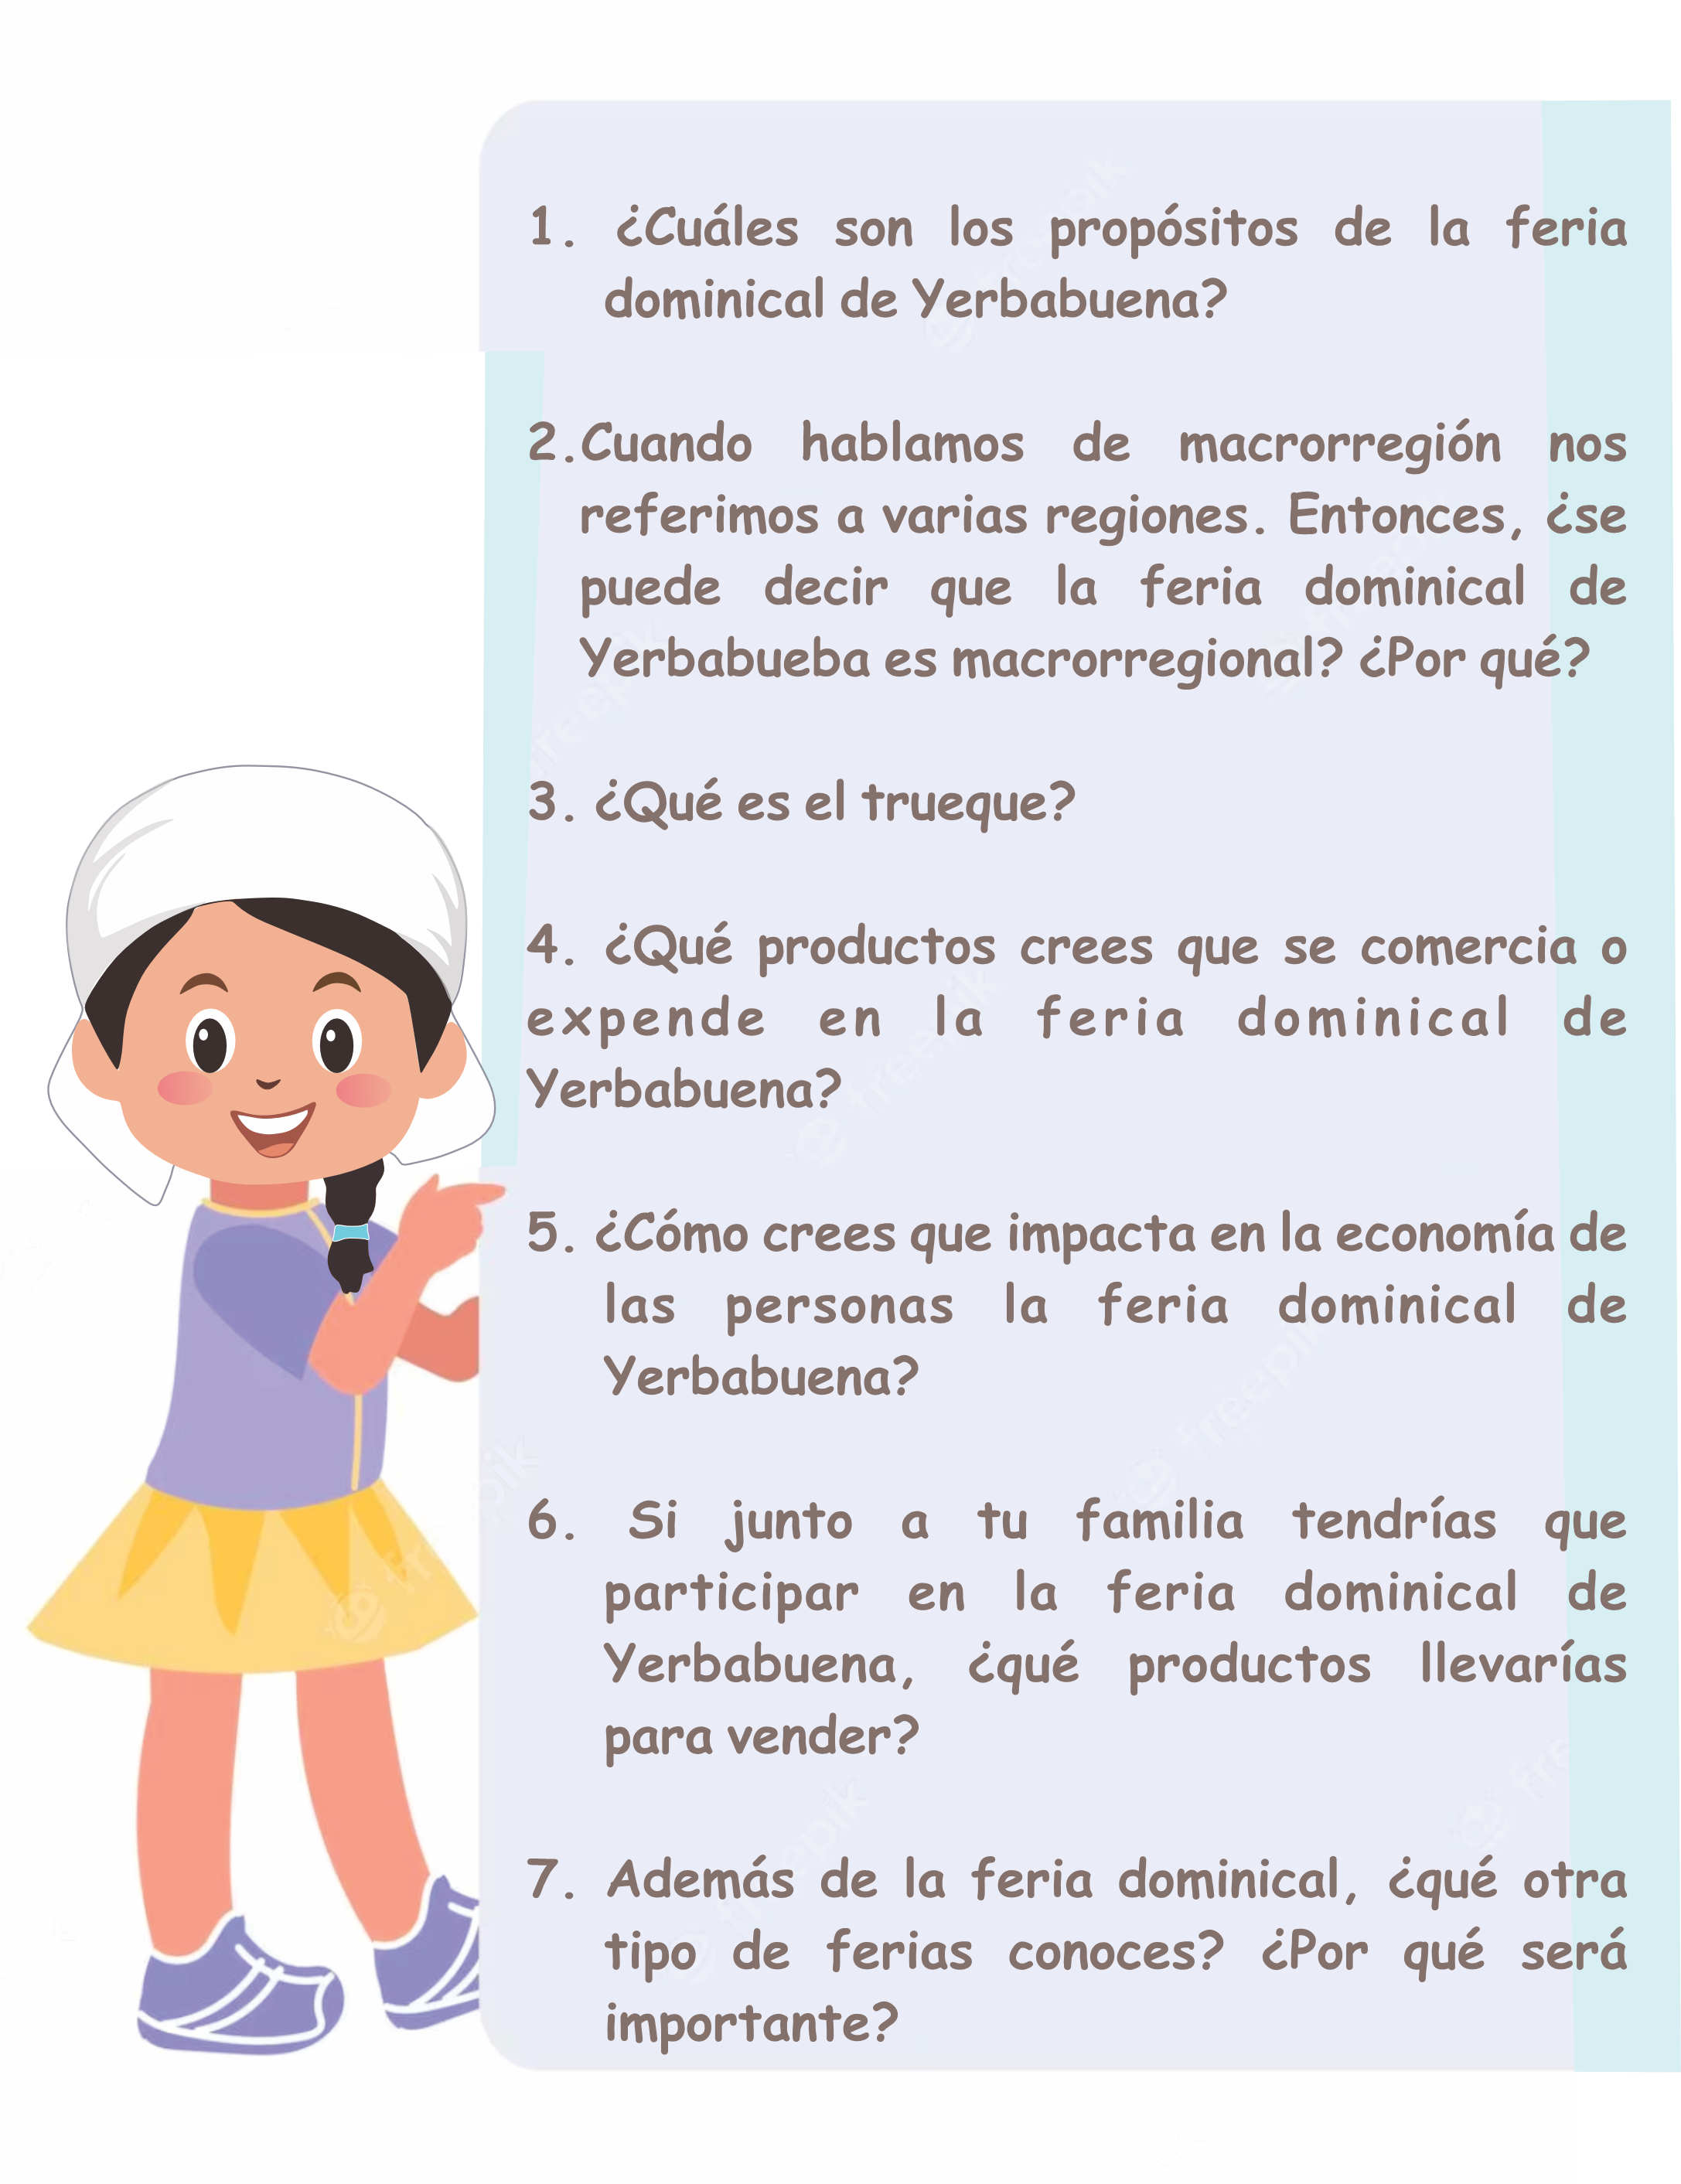 1. ¿Cuáles son los propósitos de la feria
dominical de Yerbabuena?
2.Cuando hablamos de macrorregión nos
referimos a varias regiones. Entonces, ¿se
puede decir que la feria dominical de
Yerbabueba es macrorregional? ¿Por qué?
3. ¿Qué es el trueque?
4. ¿Qué productos crees que se comercia o
expende en la feria dominical de
Yerbabuena?
5. ¿Cómo crees que impacta en la economía de
las personas la feria dominical de
Yerbabuena?
6. Si junto a tu familia tendrías que
participar en la feria dominical de
Yerbabuena, ¿qué productos llevarías
para vender?
7. Además de la feria dominical, ¿qué otra
tipo de ferias conoces? ¿Por qué será
importante?